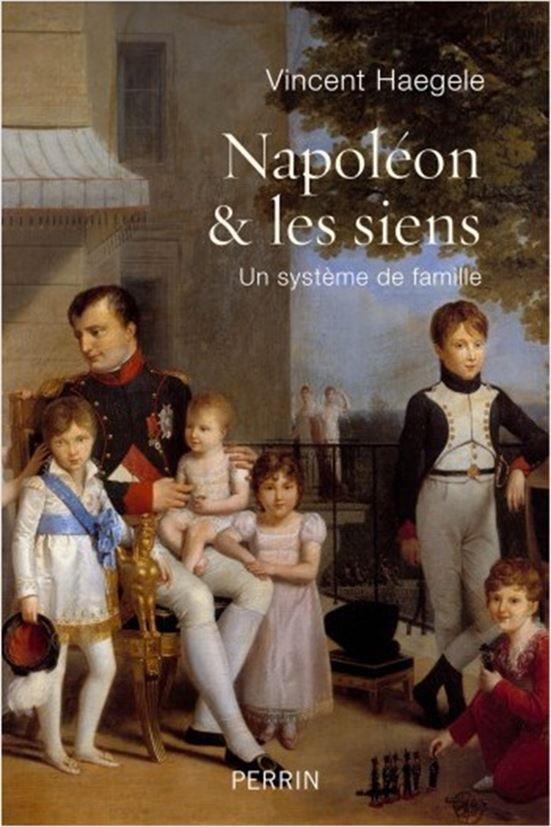 Vincent Haegele
Napoléon
& les siens
Un système de famille
PERRIN